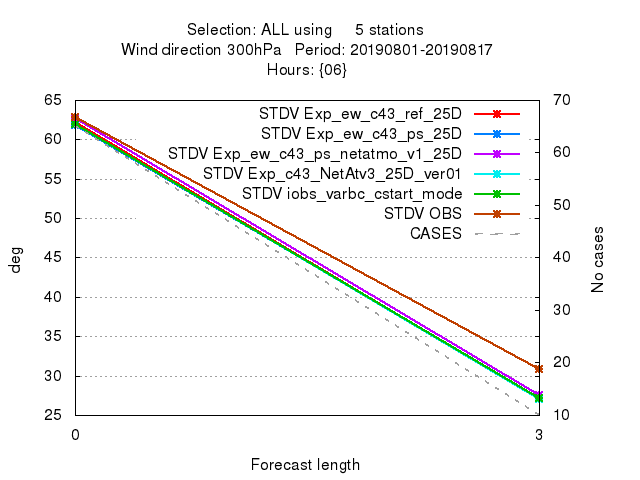 Selection: ALL using     5 stations
Wind direction 300hPa   Period: 20190801-20190817
Hours: {06}
65
60
55
50
45
40
35
30
25
deg
70
60
50
40
30
20
10
No cases
STDV Exp_ew_c43_ref_25D
STDV Exp_ew_c43_ps_25D
STDV Exp_ew_c43_ps_netatmo_v1_25D
STDV Exp_c43_NetAtv3_25D_ver01
STDV iobs_varbc_cstart_mode
STDV OBS
CASES
0
3
Forecast length